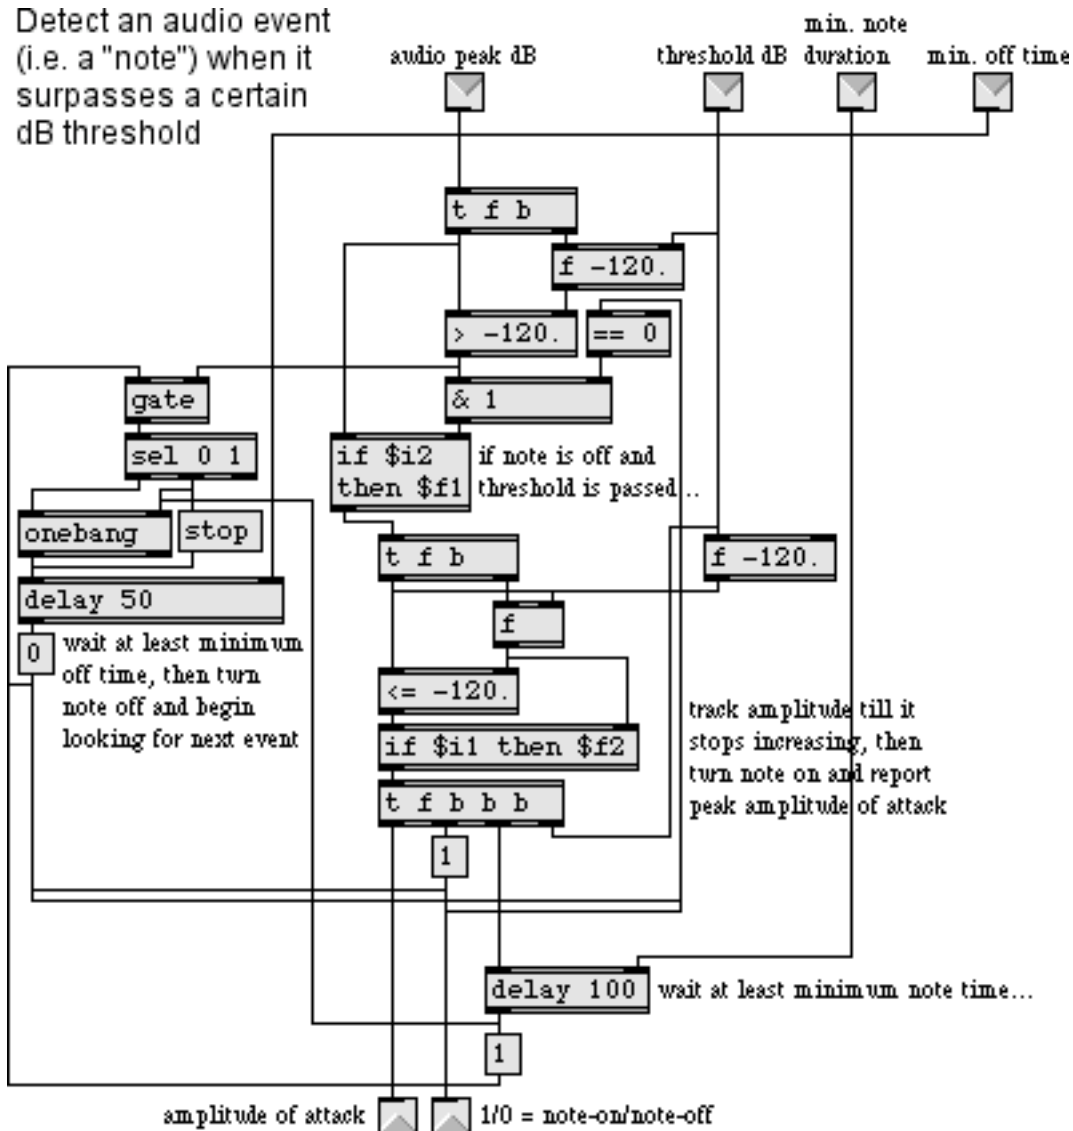 Detect an audio event
(i.e. a "note") when it
surpasses a certain
dB threshold
audio peak dB
threshold dB
min. note
duration
min. off time
t f b
f -120.
> -120.
== 0
gate
& 1
sel 0 1
if $i2
then $f1
if note is off and
threshold is passed...
onebang
stop
t f b
f -120.
delay 50
f
0
wait at least minimum
off time, then turn
note off and begin
looking for next event
<= -120.
if $i1 then $f2
track amplitude till it
stops increasing, then
turn note on and report
peak amplitude of attack
t f b b b
1
delay 100
wait at least minimum note time...
1
amplitude of attack
1/0 = note-on/note-off